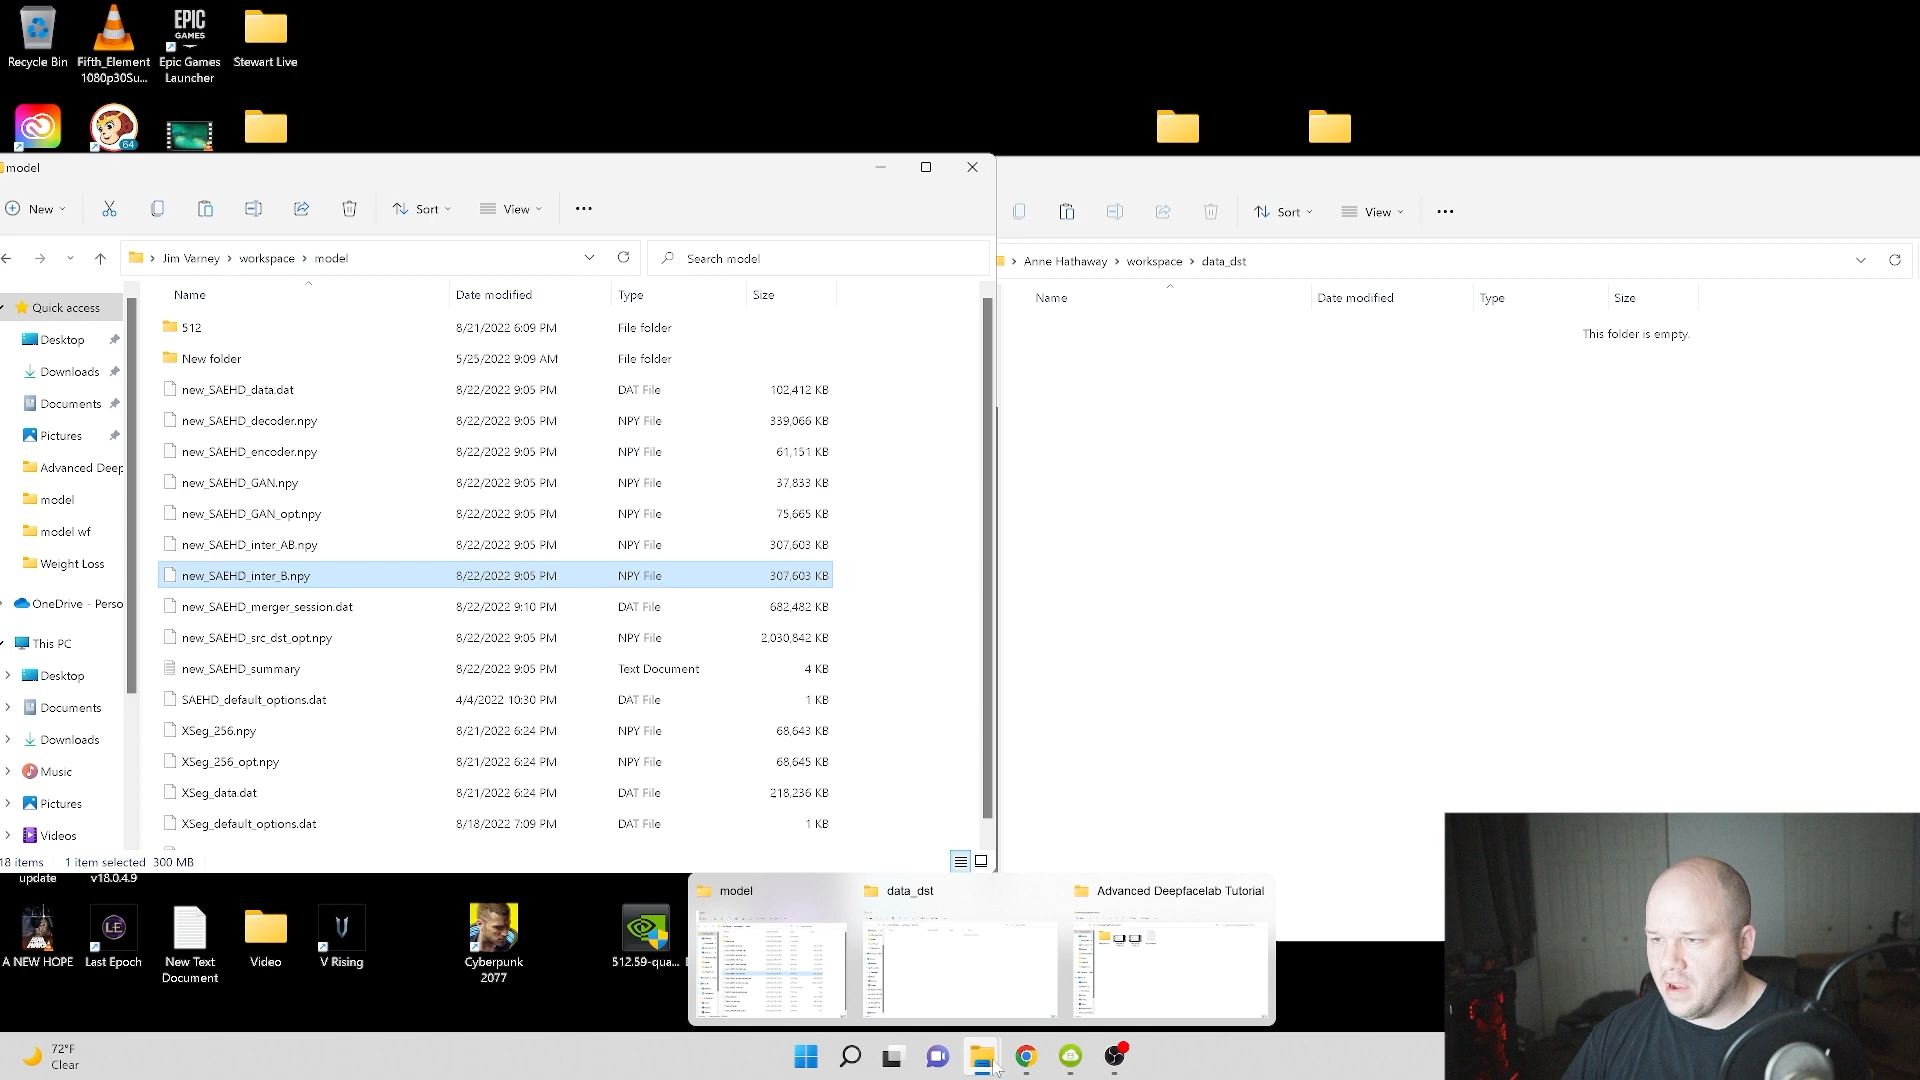 EPIC
GAMES
Recycle Bin
Fifth_Element
1080p30Su...
Epic Games
Launcher
Stewart Live
64
model
New
Sort
View
Jim Varney
workspace
model
Search model
Name
Date modified
Type
Size
Quick access
Desktop
Downloads
Documents
Pictures
Advanced Deep
model
model wf
Weight Loss
OneDrive - Perso
This PC
Desktop
Documents
Downloads
Music
Pictures
Videos
512 8/21/2022 6:09 PM File folder
New folder 5/25/2022 9:09 AM File folder
new_SAEHD_data.dat 8/22/2022 9:05 PM DAT File 102,412 KB
new_SAEHD_decoder.npy 8/22/2022 9:05 PM NPY File 339,066 KB
new_SAEHD_encoder.npy 8/22/2022 9:05 PM NPY File 61,151 KB
new_SAEHD_GAN.npy 8/22/2022 9:05 PM NPY File 37,833 KB
new_SAEHD_GAN_opt.npy 8/22/2022 9:05 PM NPY File 75,665 KB
new_SAEHD_inter_AB.npy 8/22/2022 9:05 PM NPY File 307,603 KB
new_SAEHD_inter_B.npy 8/22/2022 9:05 PM NPY File 307,603 KB
new_SAEHD_merger_session.dat 8/22/2022 9:10 PM DAT File 682,482 KB
new_SAEHD_src_dst_opt.npy 8/22/2022 9:05 PM NPY File 2,030,842 KB
new_SAEHD_summary 8/22/2022 9:05 PM Text Document 4 KB
SAEHD_default_options.dat 4/4/2022 10:30 PM DAT File 1 KB
XSeg_256.npy 8/21/2022 6:24 PM NPY File 68,643 KB
XSeg_256_opt.npy 8/21/2022 6:24 PM NPY File 68,645 KB
XSeg_data.dat 8/21/2022 6:24 PM DAT File 218,236 KB
XSeg_default_options.dat 8/18/2022 7:09 PM DAT File 1 KB
18 items 1 item selected 300 MB
Sort
View
Anne Hathaway
workspace
data_dst
Name
Date modified
Type
Size
This folder is empty.
update
v18.0.4.9
model
data_dst
Advanced Deepfacelab Tutorial
LE
A NEW HOPE
Last Epoch
New Text
Document
Video
V Rising
Cyberpunk
2077
512.59-qua...
72°F
Clear